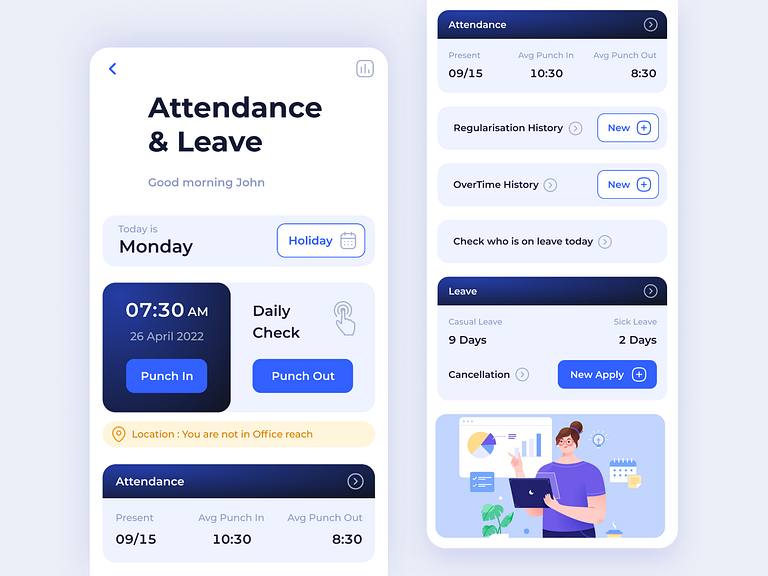 Attendance
& Leave
Good morning John
Today is
Monday
Holiday
07:30 AM
26 April 2022
Punch In
Daily
Check
Punch Out
Location : You are not in Office reach
Attendance
Present Avg Punch In Avg Punch Out
09/15 10:30 8:30
Attendance
Present Avg Punch In Avg Punch Out
09/15 10:30 8:30
Regularisation History New
OverTime History New
Check who is on leave today
Leave
Casual Leave Sick Leave
9 Days 2 Days
Cancellation New Apply